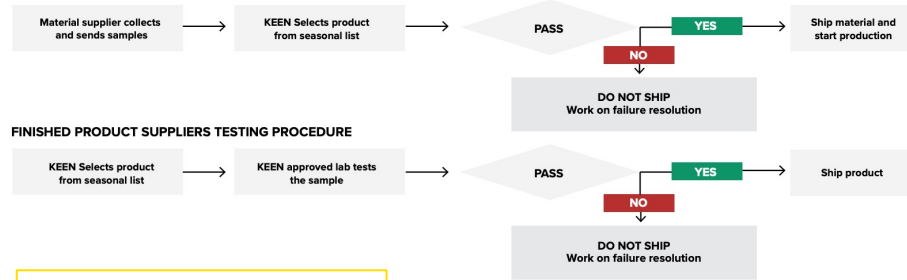 Material supplier collects
and sends samples
KEEN Selects product
from seasonal list
PASS
YES
NO
Ship material and
start production
DO NOT SHIP
Work on failure resolution
FINISHED PRODUCT SUPPLIERS TESTING PROCEDURE
KEEN Selects product
from seasonal list
KEEN approved lab tests
the sample
PASS
YES
NO
Ship product
DO NOT SHIP
Work on failure resolution